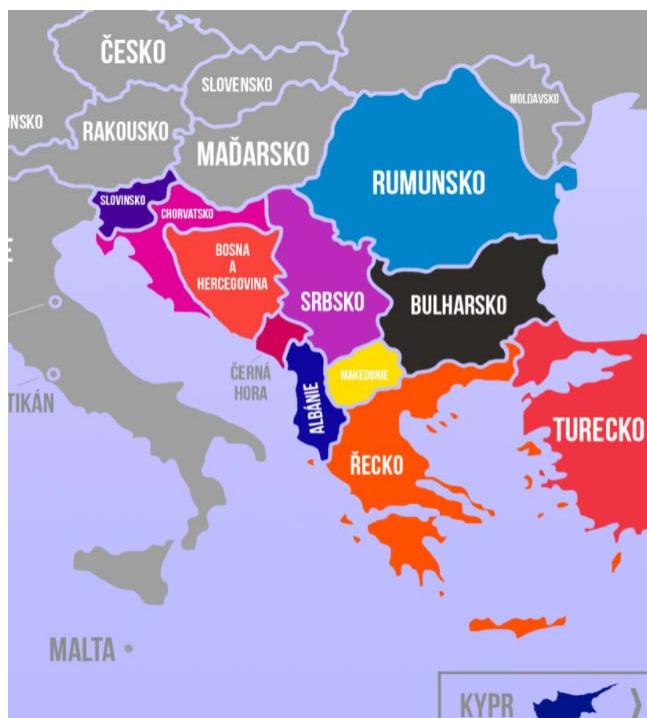 ČESKO
SLOVENSKO
MOLDAVSKO
UNSKO
RAKOUSKO
MAĎARSKO
RUMUNSKO
SLOVINSKO
CHORVATSKO
E
BOSNA
A
HERCEGOVINA
SRBSKO
BULHARSKO
ČERNÁ
HORA
MAKEDONIE
TIKÁN
ALBÁNIE
TURECKO
ŘECKO
MALTA
KYPR